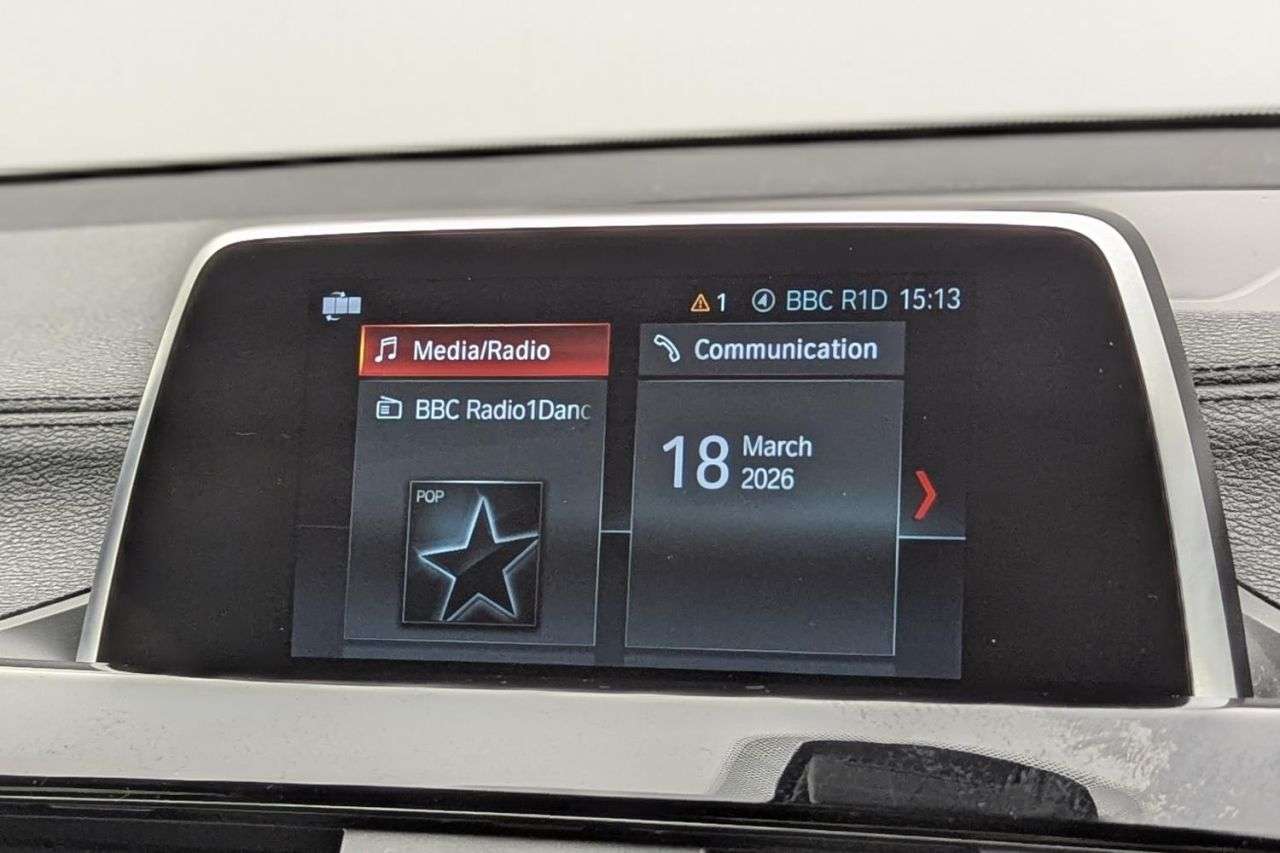 1 BBC R1D 15:13
Media/Radio
BBC Radio1Danc
POP
Communication
18 March
2026